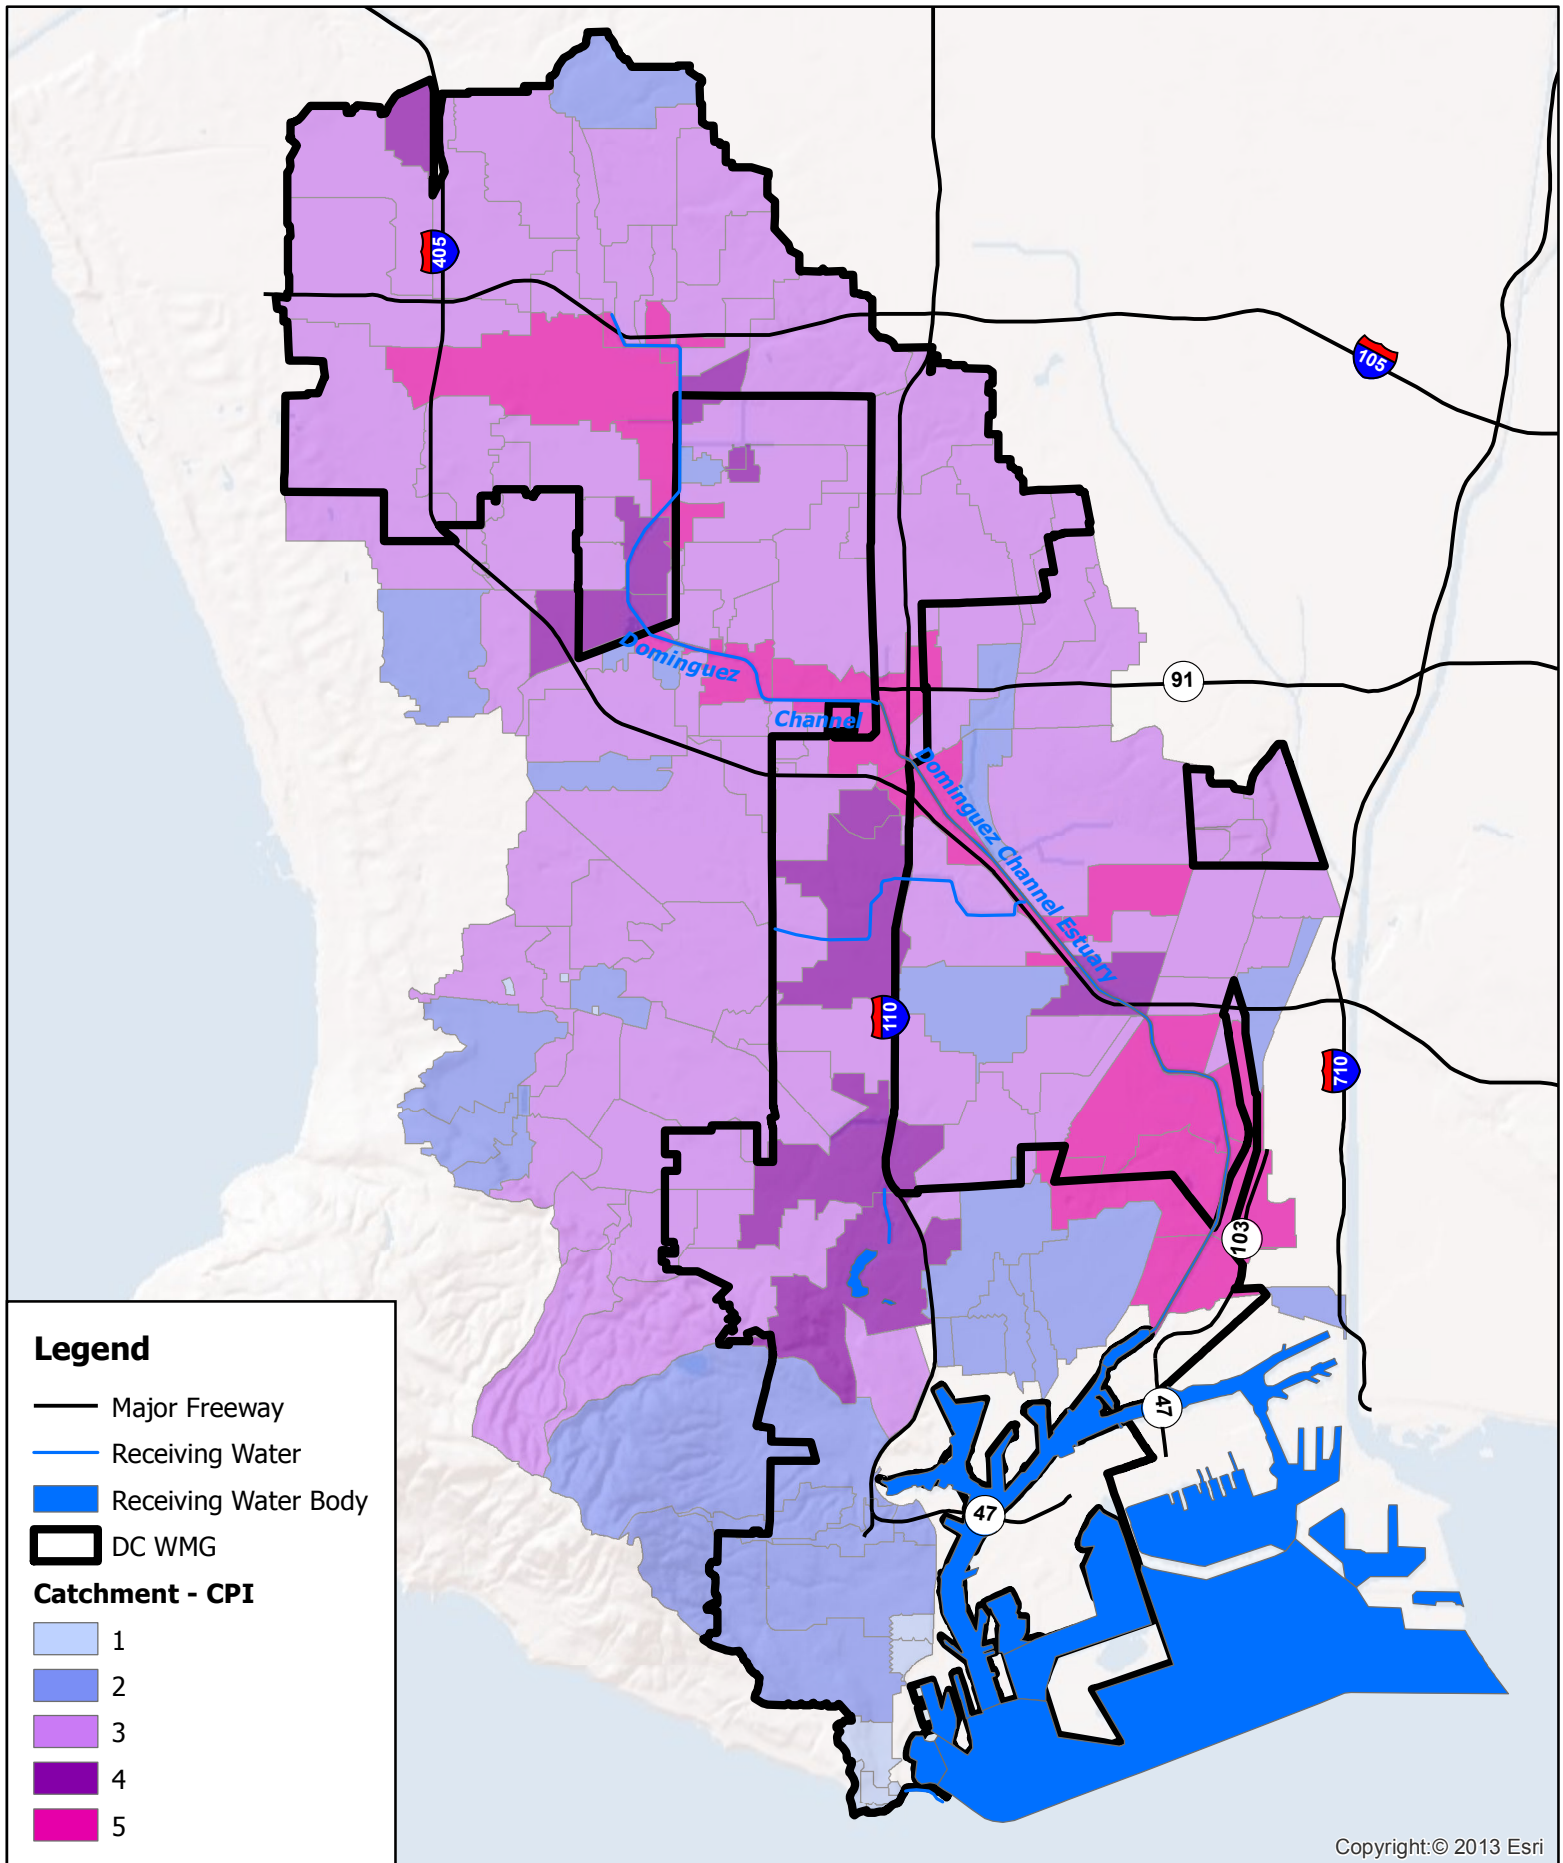 405
105
Dominguez
91
Channel
Dominguez Channel Estuary
110
710
103
47
47
Legend
Major Freeway
Receiving Water
Receiving Water Body
DC WMG
Catchment - CPI
1
2
3
4
5
Copyright:© 2013 Esri